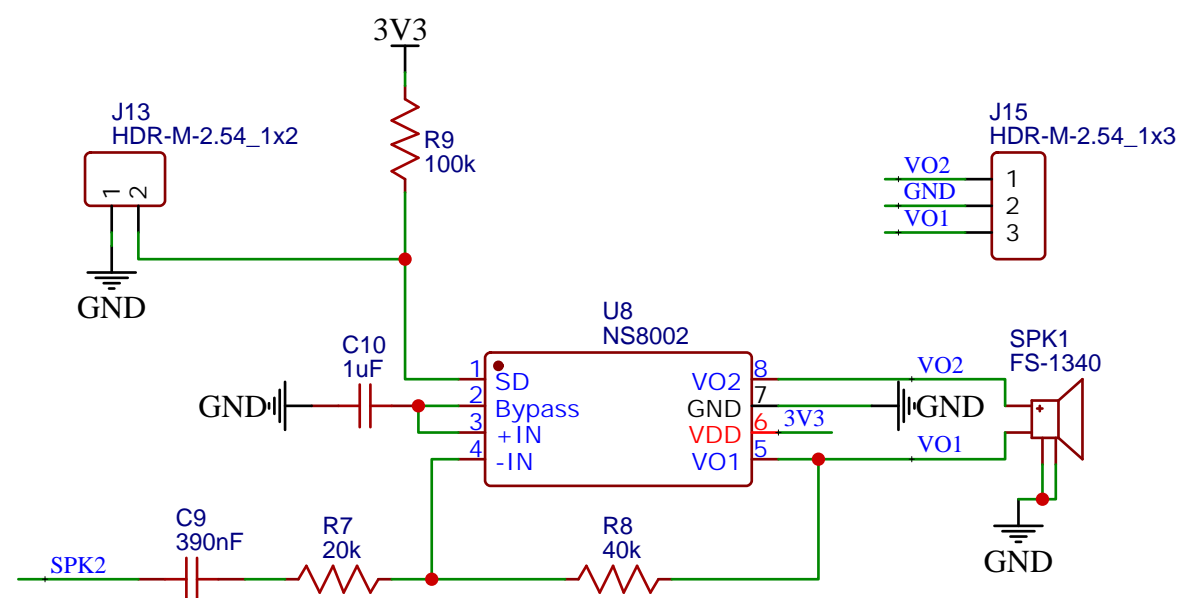 3V3
J13
HDR-M-2.54_1x2
1
2
GND
R9
100k
J15
HDR-M-2.54_1x3
VO2
GND
VO1
1
2
3
U8
NS8002
C10
1uF
GND
1
2
3
4
SD
Bypass
+IN
-IN
VO2
GND
VDD
VO1
8
7
6
5
VO2
GND
3V3
VO1
SPK1
FS-1340
+
GND
SPK2
C9
390nF
R7
20k
R8
40k